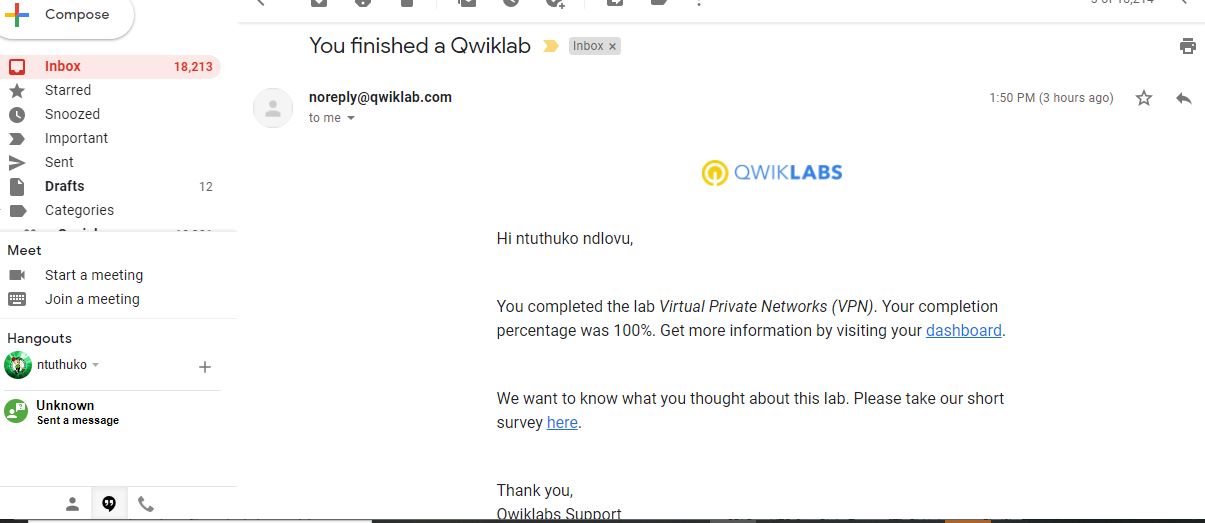 Compose
Inbox 18,213
Starred
Snoozed
Important
Sent
Drafts 12
Categories
Meet
Start a meeting
Join a meeting
Hangouts
ntuthuko
Unknown
Sent a message
You finished a Qwiklab Inbox x
noreply@qwiklab.com 1:50 PM (3 hours ago)
to me
QWIKLABS
Hi ntuthuko ndlovu,
You completed the lab Virtual Private Networks (VPN). Your completion
percentage was 100%. Get more information by visiting your dashboard.
We want to know what you thought about this lab. Please take our short
survey here.
Thank you,
Qwiklabs Support